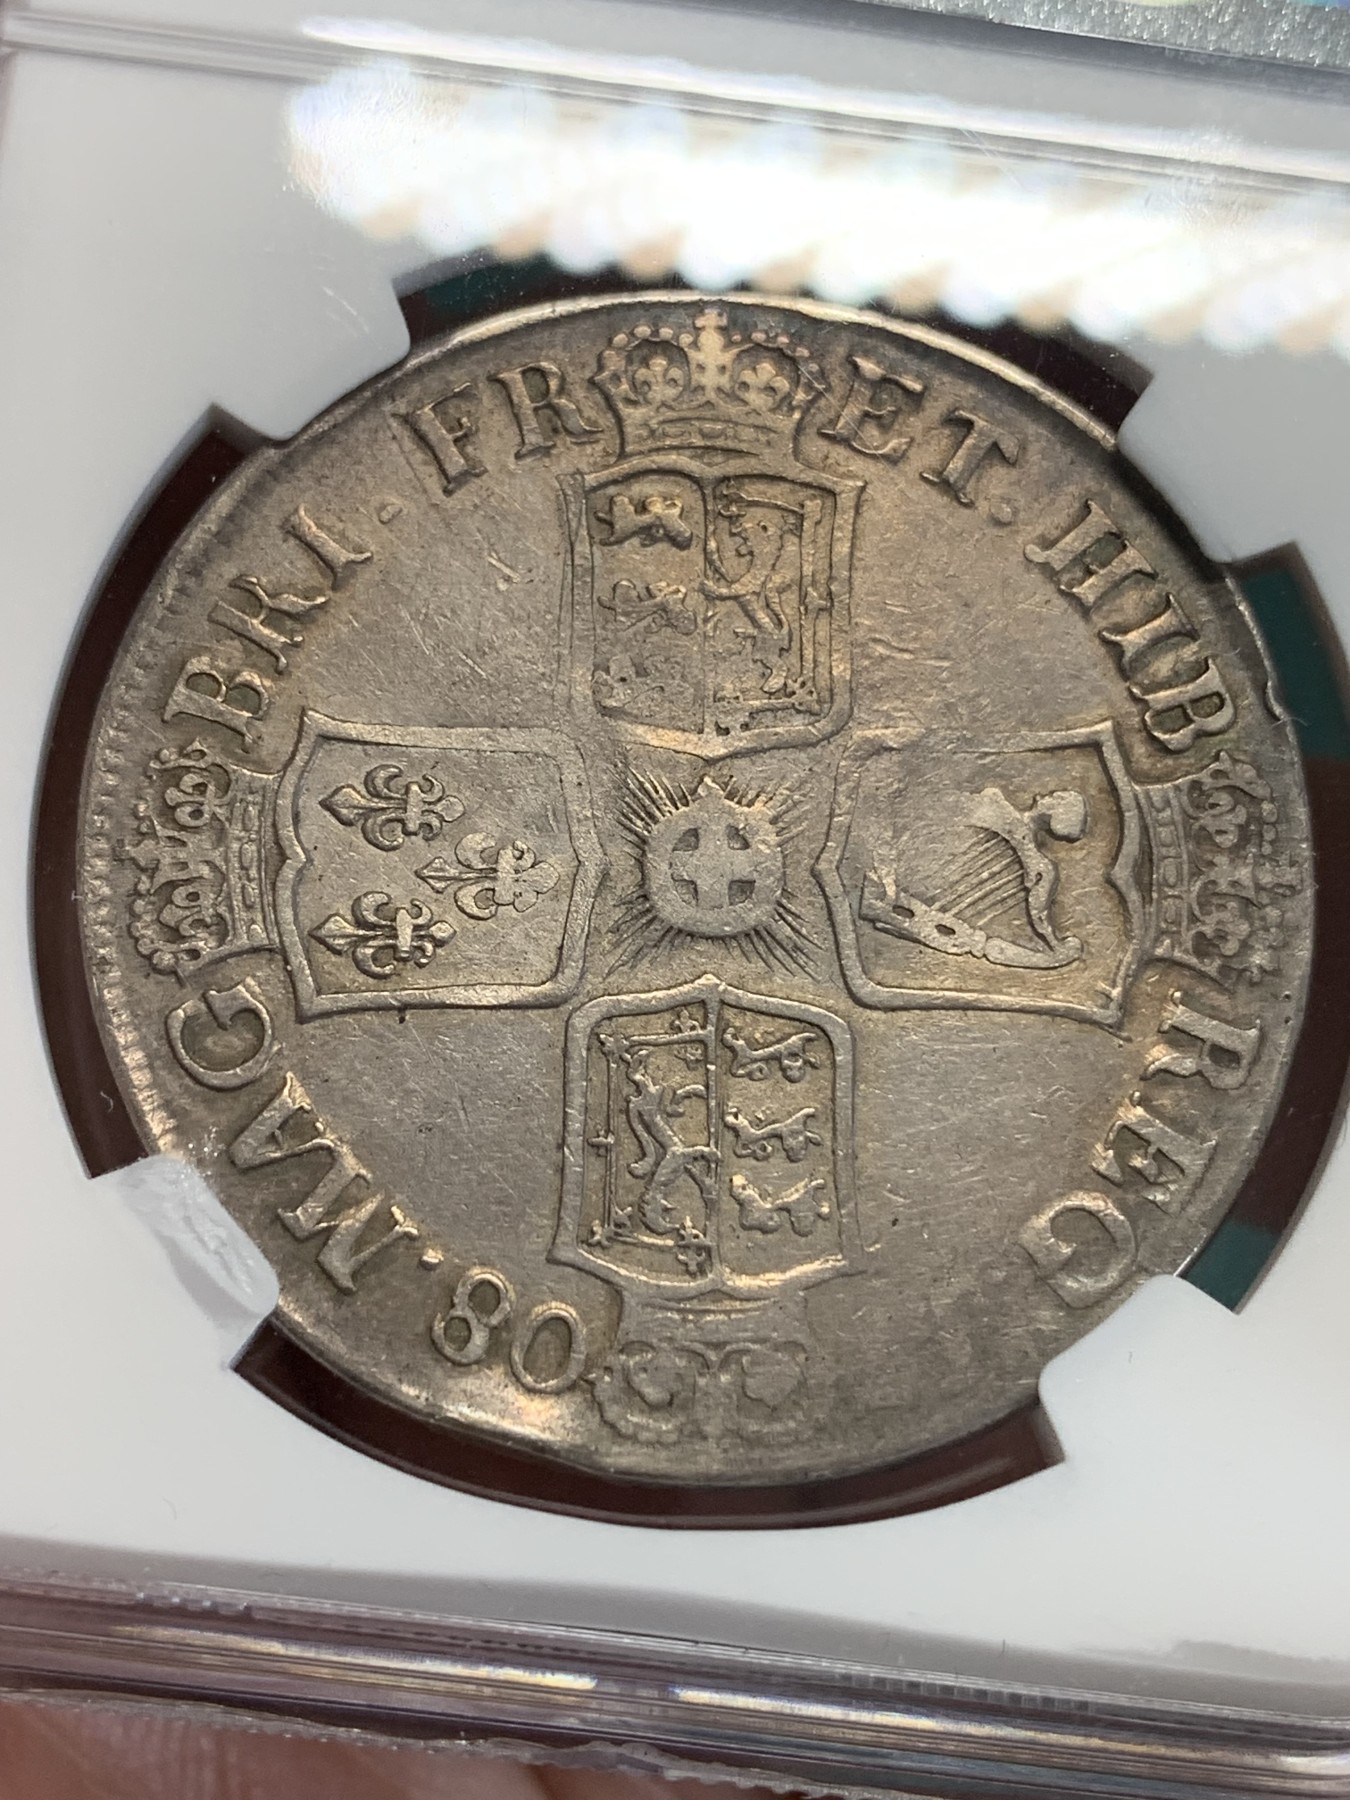 08 . MAG
BRI . FR
ET . HIB
REG